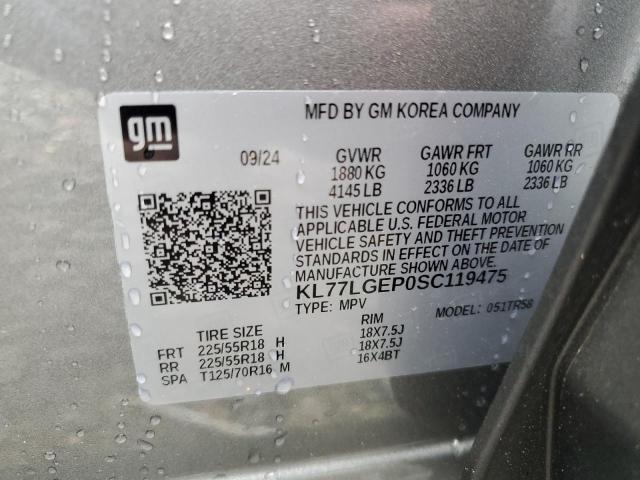 gm
MFD BY GM KOREA COMPANY
09/24 GVWR GAWR FRT GAWR RR
1880 KG 1060 KG 1060 KG
4145 LB 2336 LB 2336 LB
THIS VEHICLE CONFORMS TO ALL
APPLICABLE U.S. FEDERAL MOTOR
VEHICLE SAFETY AND THEFT PREVENTION
STANDARDS IN EFFECT ON THE DATE OF
MANUFACTURE SHOWN ABOVE.
KL77LGEP0SC119475
TYPE: MPV MODEL: 051TR58
TIRE SIZE RIM
FRT 225/55R18 H 18X7.5J
RR 225/55R18 H 18X7.5J
SPA T125/70R16 M 16X4BT